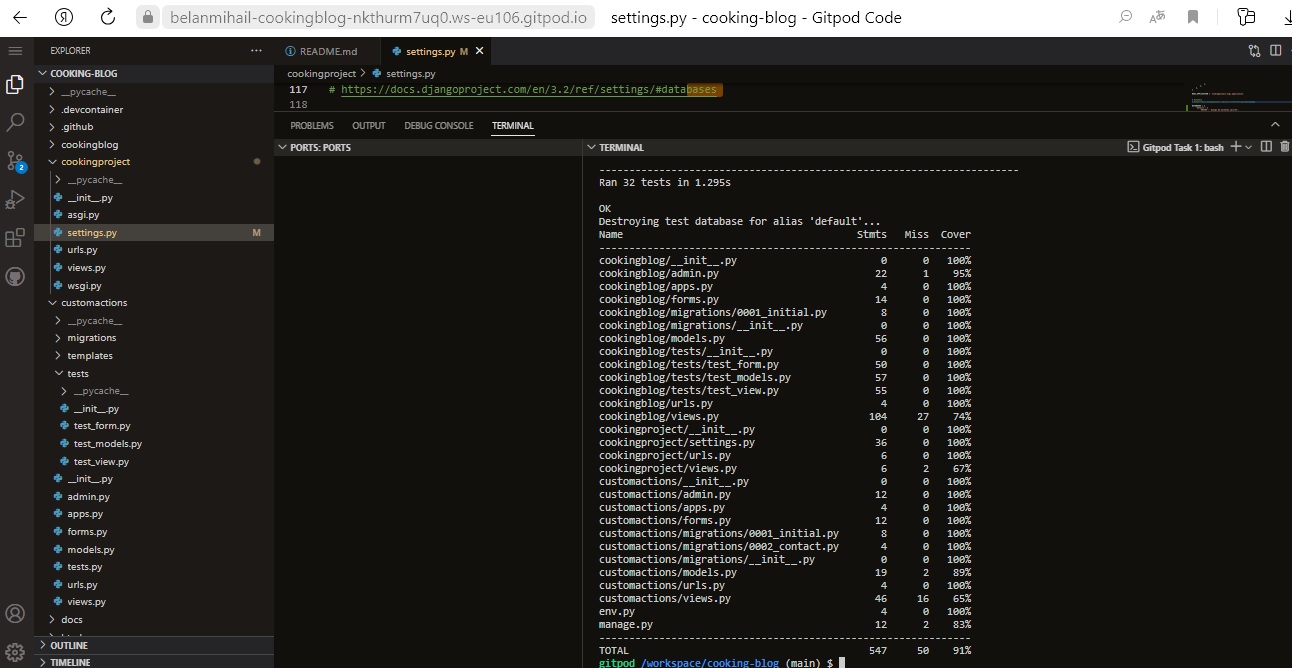 belanmihail-cookingblog-nkthurm7uq0.ws-eu106.gitpod.io settings.py - cooking-blog - Gitpod Code
EXPLORER
COOKING-BLOG
__pycache__
.devcontainer
.github
cookingblog
cookingproject
__pycache__
__init__.py
asgi.py
settings.py M
urls.py
views.py
wsgi.py
customactions
__pycache__
migrations
templates
tests
__pycache__
__init__.py
test_form.py
test_models.py
test_view.py
__init__.py
admin.py
apps.py
forms.py
models.py
tests.py
urls.py
views.py
docs
OUTLINE
TIMELINE
2
README.md settings.py M
cookingproject > settings.py
117 # https://docs.djangoproject.com/en/3.2/ref/settings/#databases
118
PROBLEMS OUTPUT DEBUG CONSOLE TERMINAL
PORTS: PORTS
TERMINAL Gitpod Task 1: bash
----------------------------------------------------------------------
Ran 32 tests in 1.295s
OK
Destroying test database for alias 'default'...
Name Stmts Miss Cover
--------------------------------------------------------------
cookingblog/__init__.py 0 0 100%
cookingblog/admin.py 22 1 95%
cookingblog/apps.py 4 0 100%
cookingblog/forms.py 14 0 100%
cookingblog/migrations/0001_initial.py 8 0 100%
cookingblog/migrations/__init__.py 0 0 100%
cookingblog/models.py 56 0 100%
cookingblog/tests/__init__.py 0 0 100%
cookingblog/tests/test_form.py 50 0 100%
cookingblog/tests/test_models.py 57 0 100%
cookingblog/tests/test_view.py 55 0 100%
cookingblog/urls.py 4 0 100%
cookingblog/views.py 104 27 74%
cookingproject/__init__.py 0 0 100%
cookingproject/settings.py 36 0 100%
cookingproject/urls.py 6 0 100%
cookingproject/views.py 6 2 67%
customactions/__init__.py 0 0 100%
customactions/admin.py 12 0 100%
customactions/apps.py 4 0 100%
customactions/forms.py 12 0 100%
customactions/migrations/0001_initial.py 8 0 100%
customactions/migrations/0002_contact.py 4 0 100%
customactions/migrations/__init__.py 0 0 100%
customactions/models.py 19 2 89%
customactions/urls.py 4 0 100%
customactions/views.py 46 16 65%
env.py 4 0 100%
manage.py 12 2 83%
--------------------------------------------------------------
TOTAL 547 50 91%
gitpod /workspace/cooking-blog (main) $